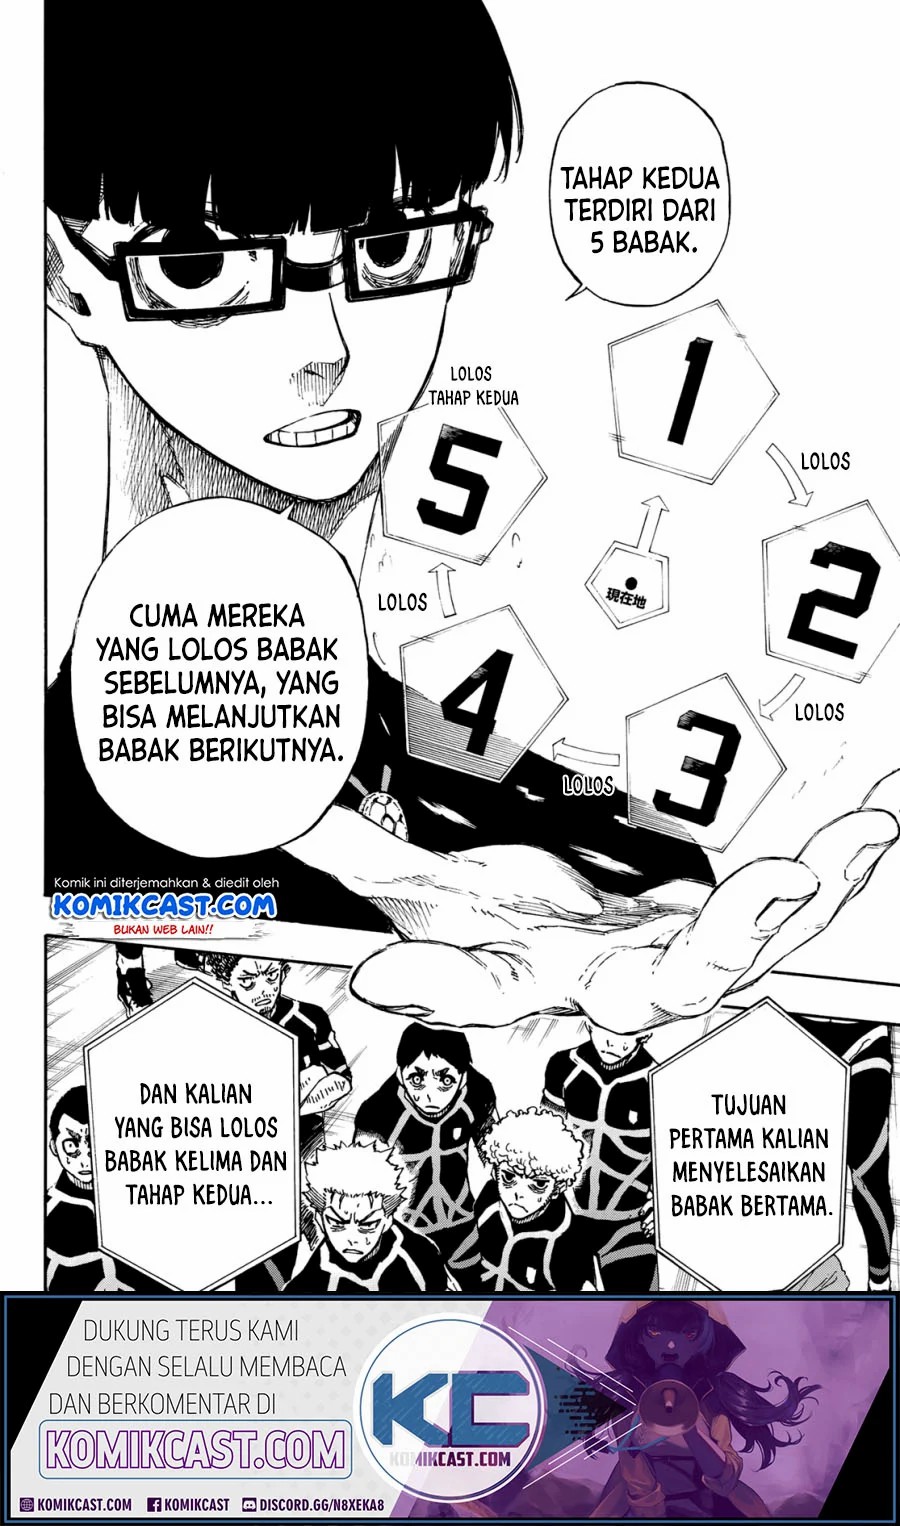 TAHAP KEDUA
TERDIRI DARI
5 BABAK.
1
LOLOS
TAHAP KEDUA
5
LOLOS
2
現在地
LOLOS
4
LOLOS
3
LOLOS
CUMA MEREKA
YANG LOLOS BABAK
SEBELUMNYA, YANG
BISA MELANJUTKAN
BABAK BERIKUTNYA.
Komik ini diterjemahkan & diedit oleh
KOMIKCAST.COM
BUKAN WEB LAIN!!
TUJUAN
PERTAMA KALIAN
MENYELESAIKAN
BABAK BERTAMA.
DAN KALIAN
YANG BISA LOLOS
BABAK KELIMA DAN
TAHAP KEDUA...
DUKUNG TERUS KAMI
DENGAN SELALU MEMBACA
DAN BERKOMENTAR DI
KOMIKCAST.COM
KC
KOMIKCAST.COM
KOMIKCAST.COM
KOMIKCAST
DISCORD.GG/N8XEKA8